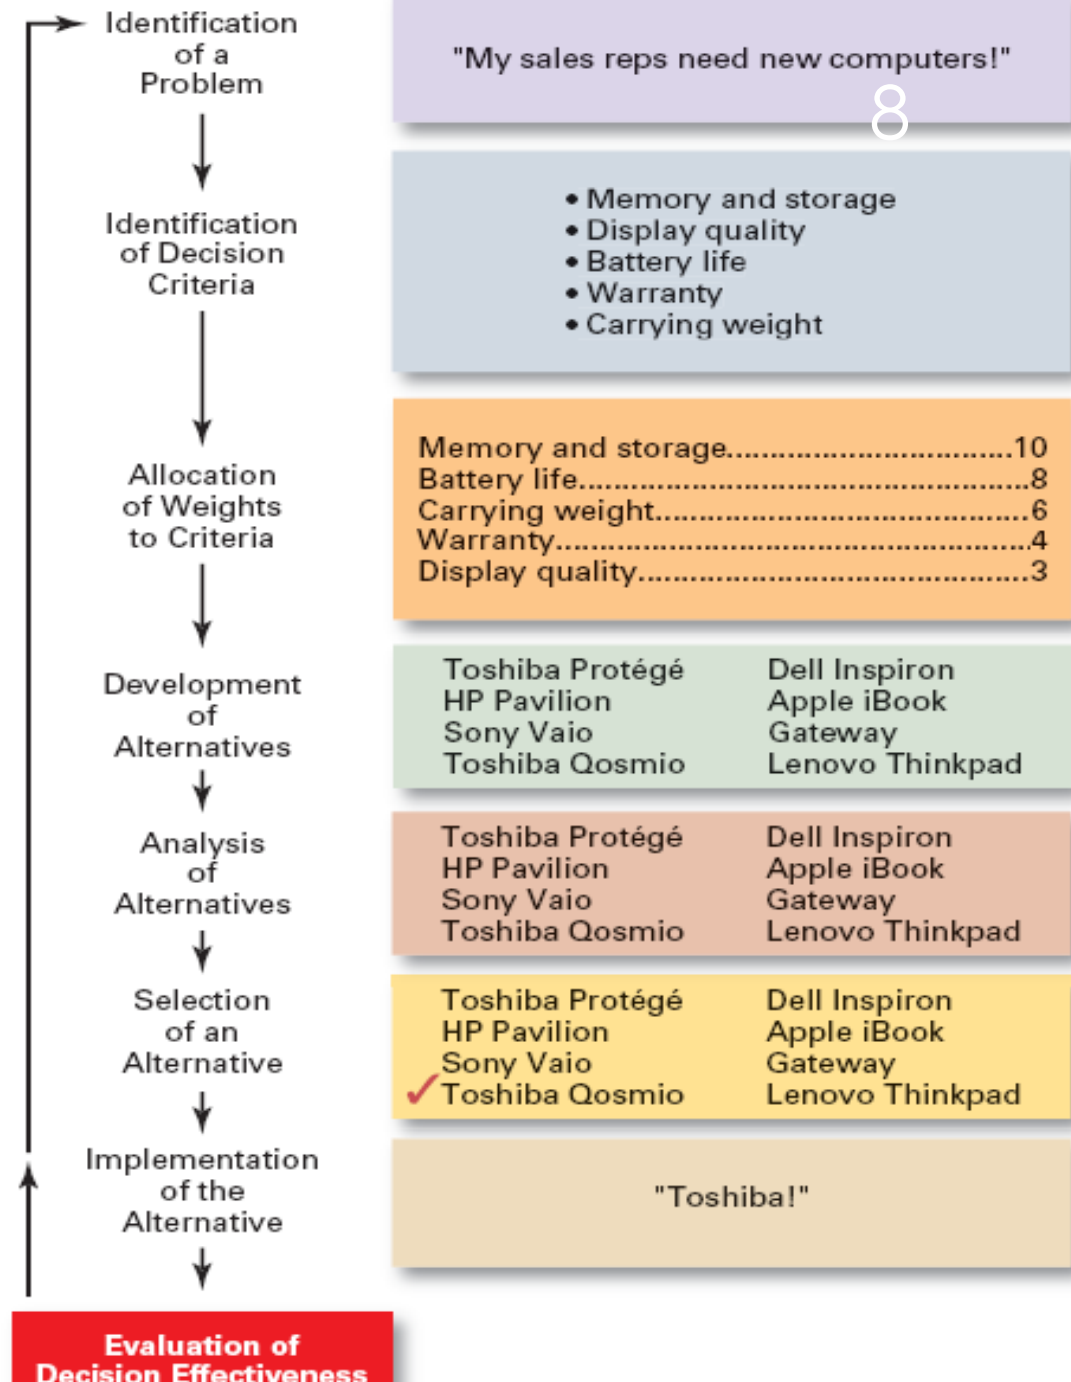 Identification
of a
Problem
"My sales reps need new computers!"
8
Identification
of Decision
Criteria
• Memory and storage
• Display quality
• Battery life
• Warranty
• Carrying weight
Allocation
of Weights
to Criteria
Memory and storage................................10
Battery life...................................................8
Carrying weight..........................................6
Warranty.....................................................4
Display quality............................................3
Development
of
Alternatives
Toshiba Protégé Dell Inspiron
HP Pavilion Apple iBook
Sony Vaio Gateway
Toshiba Qosmio Lenovo Thinkpad
Analysis
of
Alternatives
Toshiba Protégé Dell Inspiron
HP Pavilion Apple iBook
Sony Vaio Gateway
Toshiba Qosmio Lenovo Thinkpad
Selection
of an
Alternative
Toshiba Protégé Dell Inspiron
HP Pavilion Apple iBook
Sony Vaio Gateway
✓Toshiba Qosmio Lenovo Thinkpad
Implementation
of the
Alternative
"Toshiba!"
Evaluation of
Decision Effectiveness